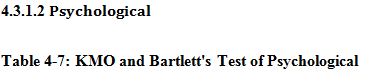 4.3.1.2 Psychological
Table 4-7: KMO and Bartlett's Test of Psychological